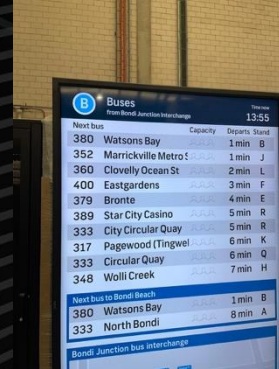 B Buses
from Bondi Junction Interchange
Time now
13:55
Next bus Capacity Departs Stand
380 Watsons Bay 1 min B
352 Marrickville Metro S 1 min J
360 Clovelly Ocean St 2 min L
400 Eastgardens 3 min F
379 Bronte 4 min E
389 Star City Casino 5 min R
333 City Circular Quay 5 min R
317 Pagewood (Tingwel 6 min K
333 Circular Quay 6 min Q
348 Wolli Creek 7 min H
Next bus to Bondi Beach
380 Watsons Bay 1 min B
333 North Bondi 8 min A
Bondi Junction bus interchange